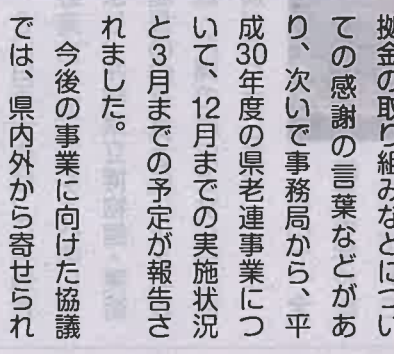 拠金の取り組みなどについ
ての感謝の言葉などがあ
り、次いで事務局から、平
成30年度の県老連事業につ
いて、12月までの実施状況
と3月までの予定が報告さ
れました。
今後の事業に向けた協議
では、県内外から寄せられ